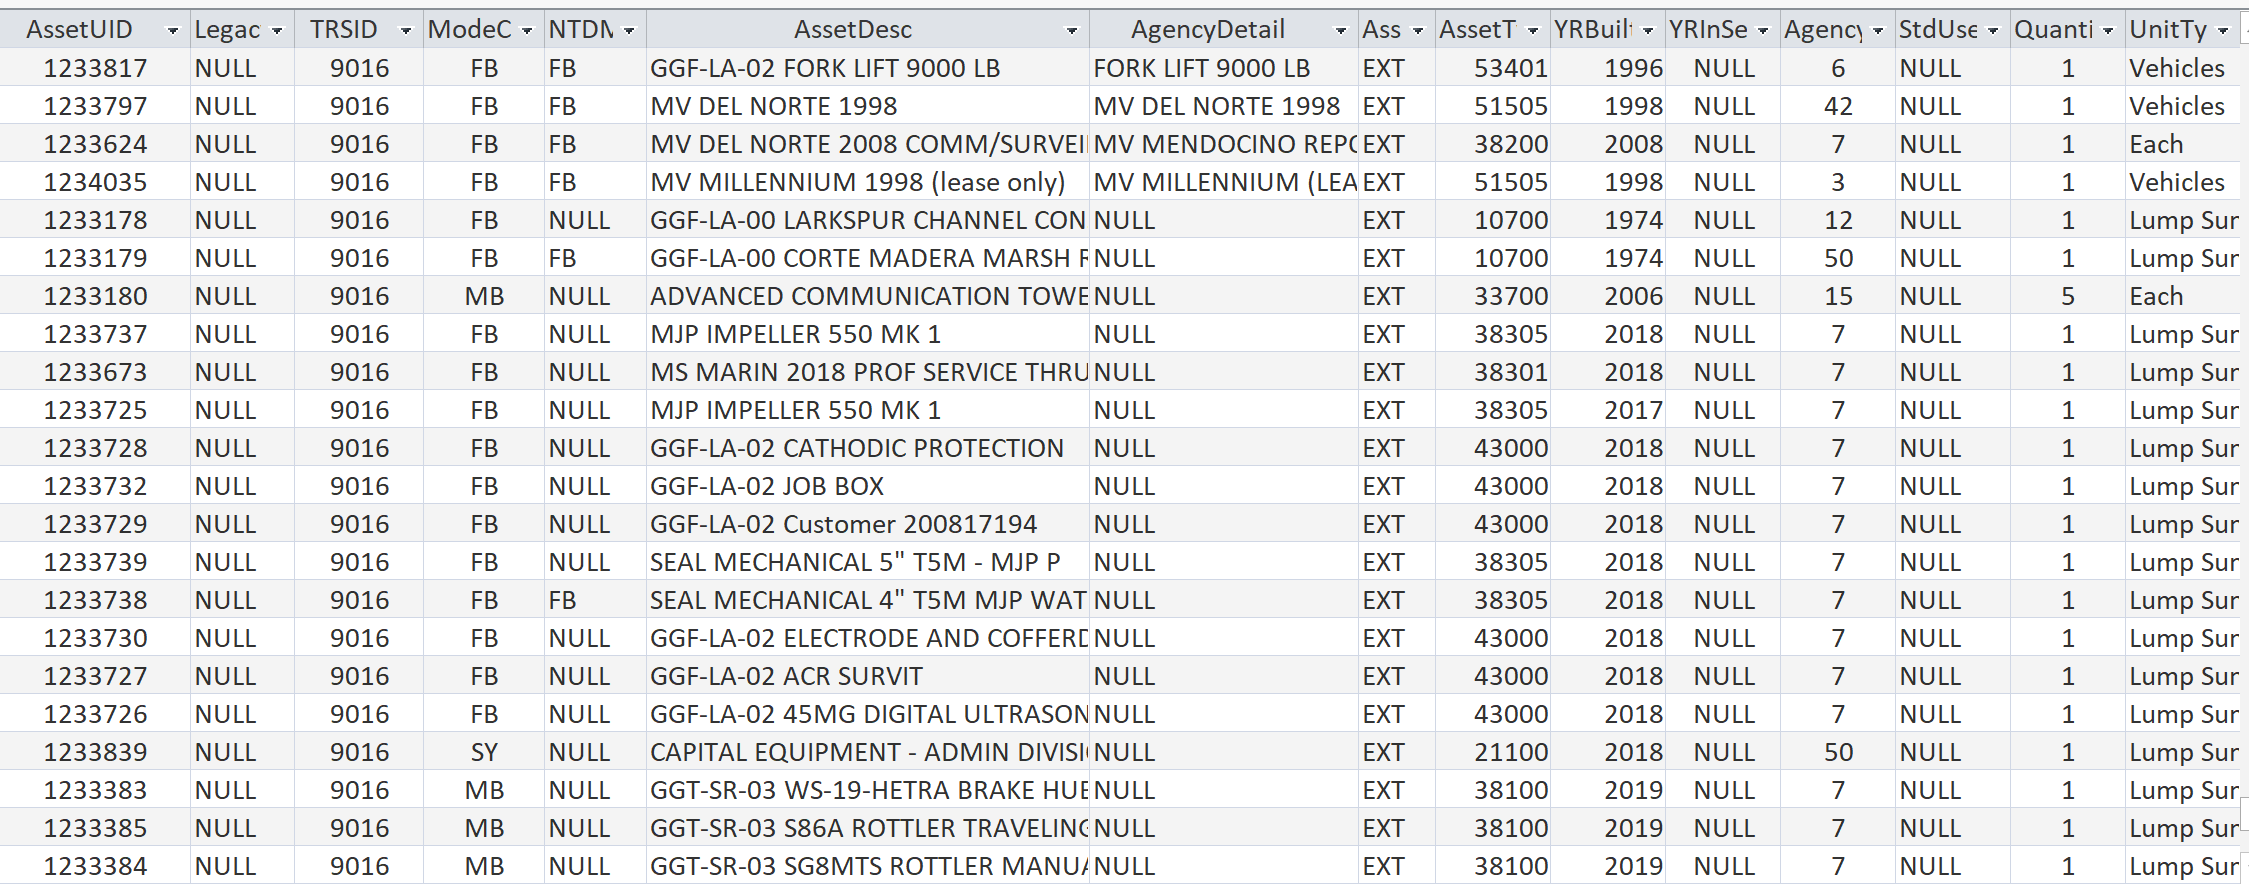 AssetUID Legac TRSID ModeC NTDM AssetDesc AgencyDetail Ass AssetT YRBuilt YRInSe Agency StdUse Quanti UnitTy
1233817 NULL 9016 FB FB GGF-LA-02 FORK LIFT 9000 LB FORK LIFT 9000 LB EXT 53401 1996 NULL 6 NULL 1 Vehicles
1233797 NULL 9016 FB FB MV DEL NORTE 1998 MV DEL NORTE 1998 EXT 51505 1998 NULL 42 NULL 1 Vehicles
1233624 NULL 9016 FB FB MV DEL NORTE 2008 COMM/SURVEI MV MENDOCINO REPO EXT 38200 2008 NULL 7 NULL 1 Each
1234035 NULL 9016 FB FB MV MILLENNIUM 1998 (lease only) MV MILLENNIUM (LEA EXT 51505 1998 NULL 3 NULL 1 Vehicles
1233178 NULL 9016 FB NULL GGF-LA-00 LARKSPUR CHANNEL CON NULL EXT 10700 1974 NULL 12 NULL 1 Lump Sur
1233179 NULL 9016 FB FB GGF-LA-00 CORTE MADERA MARSH R NULL EXT 10700 1974 NULL 50 NULL 1 Lump Sur
1233180 NULL 9016 MB NULL ADVANCED COMMUNICATION TOWE NULL EXT 33700 2006 NULL 15 NULL 5 Each
1233737 NULL 9016 FB NULL MJP IMPELLER 550 MK 1 NULL EXT 38305 2018 NULL 7 NULL 1 Lump Sur
1233673 NULL 9016 FB NULL MS MARIN 2018 PROF SERVICE THRU NULL EXT 38301 2018 NULL 7 NULL 1 Lump Sur
1233725 NULL 9016 FB NULL MJP IMPELLER 550 MK 1 NULL EXT 38305 2017 NULL 7 NULL 1 Lump Sur
1233728 NULL 9016 FB NULL GGF-LA-02 CATHODIC PROTECTION NULL EXT 43000 2018 NULL 7 NULL 1 Lump Sur
1233732 NULL 9016 FB NULL GGF-LA-02 JOB BOX NULL EXT 43000 2018 NULL 7 NULL 1 Lump Sur
1233729 NULL 9016 FB NULL GGF-LA-02 Customer 200817194 NULL EXT 43000 2018 NULL 7 NULL 1 Lump Sur
1233739 NULL 9016 FB NULL SEAL MECHANICAL 5" T5M - MJP P NULL EXT 38305 2018 NULL 7 NULL 1 Lump Sur
1233738 NULL 9016 FB FB SEAL MECHANICAL 4" T5M MJP WAT NULL EXT 38305 2018 NULL 7 NULL 1 Lump Sur
1233730 NULL 9016 FB NULL GGF-LA-02 ELECTRODE AND COFFERD NULL EXT 43000 2018 NULL 7 NULL 1 Lump Sur
1233727 NULL 9016 FB NULL GGF-LA-02 ACR SURVIT NULL EXT 43000 2018 NULL 7 NULL 1 Lump Sur
1233726 NULL 9016 FB NULL GGF-LA-02 45MG DIGITAL ULTRASON NULL EXT 43000 2018 NULL 7 NULL 1 Lump Sur
1233839 NULL 9016 SY NULL CAPITAL EQUIPMENT - ADMIN DIVISI NULL EXT 21100 2018 NULL 50 NULL 1 Lump Sur
1233383 NULL 9016 MB NULL GGT-SR-03 WS-19-HETRA BRAKE HUB NULL EXT 38100 2019 NULL 7 NULL 1 Lump Sur
1233385 NULL 9016 MB NULL GGT-SR-03 S86A ROTTLER TRAVELING NULL EXT 38100 2019 NULL 7 NULL 1 Lump Sur
1233384 NULL 9016 MB NULL GGT-SR-03 SG8MTS ROTTLER MANUA NULL EXT 38100 2019 NULL 7 NULL 1 Lump Sur